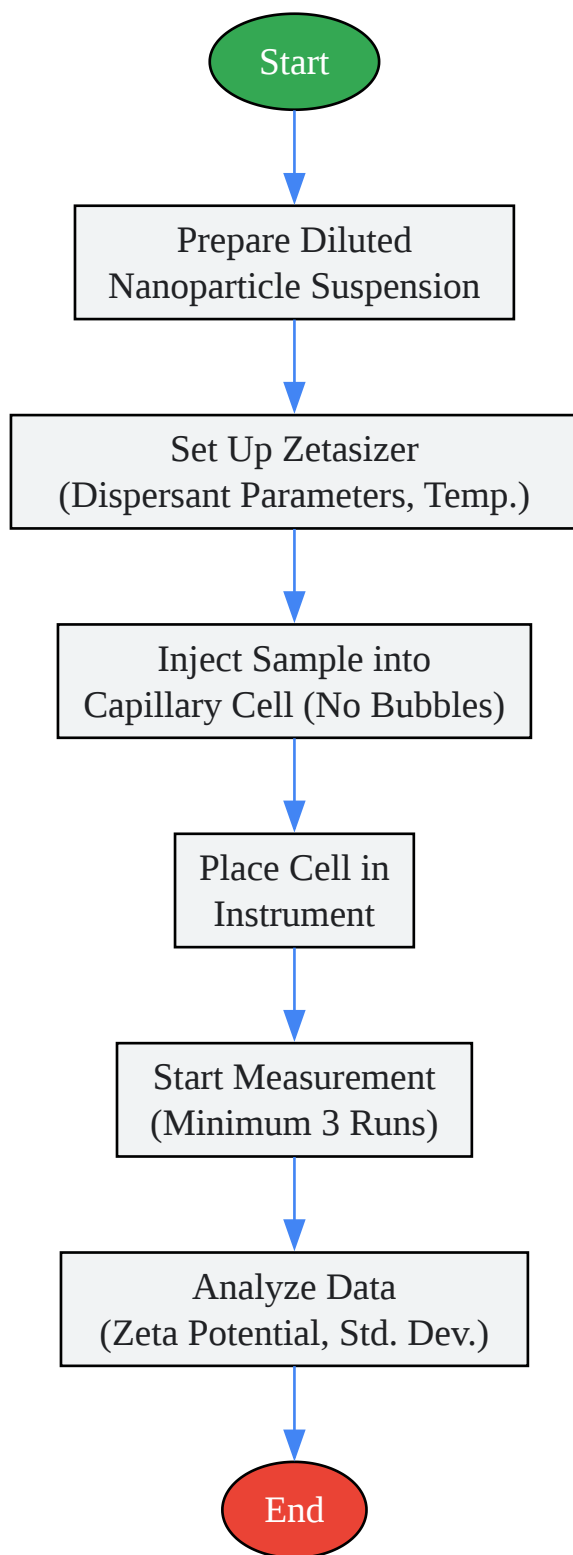 Start
Prepare Diluted
Nanoparticle Suspension
Set Up Zetasizer
(Dispersant Parameters, Temp.)
Inject Sample into
Capillary Cell (No Bubbles)
Place Cell in
Instrument
Start Measurement
(Minimum 3 Runs)
Analyze Data
(Zeta Potential, Std. Dev.)
End